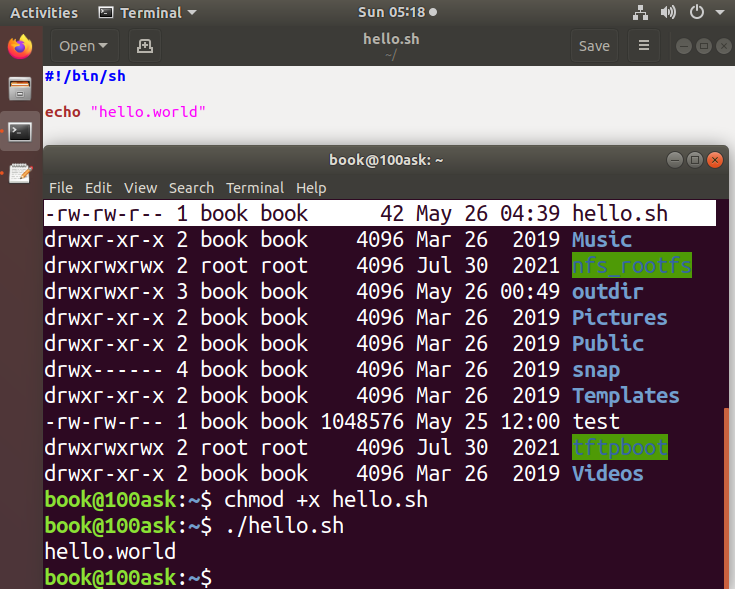 Activities Terminal Sun 05:18
Open hello.sh Save
~/
#!/bin/sh
echo "hello.world"
book@100ask: ~
File Edit View Search Terminal Help
-rw-rw-r-- 1 book book      42 May 26 04:39 hello.sh
drwxr-xr-x 2 book book    4096 Mar 26  2019 Music
drwxrwxrwx 2 root root    4096 Jul 30  2021 nfs_rootfs
drwxrwxr-x 3 book book    4096 May 26 00:49 outdir
drwxr-xr-x 2 book book    4096 Mar 26  2019 Pictures
drwxr-xr-x 2 book book    4096 Mar 26  2019 Public
drwx------ 4 book book    4096 Mar 26  2019 snap
drwxr-xr-x 2 book book    4096 Mar 26  2019 Templates
-rw-rw-r-- 1 book book 1048576 May 25 12:00 test
drwxrwxrwx 2 root root    4096 Jul 30  2021 tftpboot
drwxr-xr-x 2 book book    4096 Mar 26  2019 Videos
book@100ask:~$ chmod +x hello.sh
book@100ask:~$ ./hello.sh
hello.world
book@100ask:~$